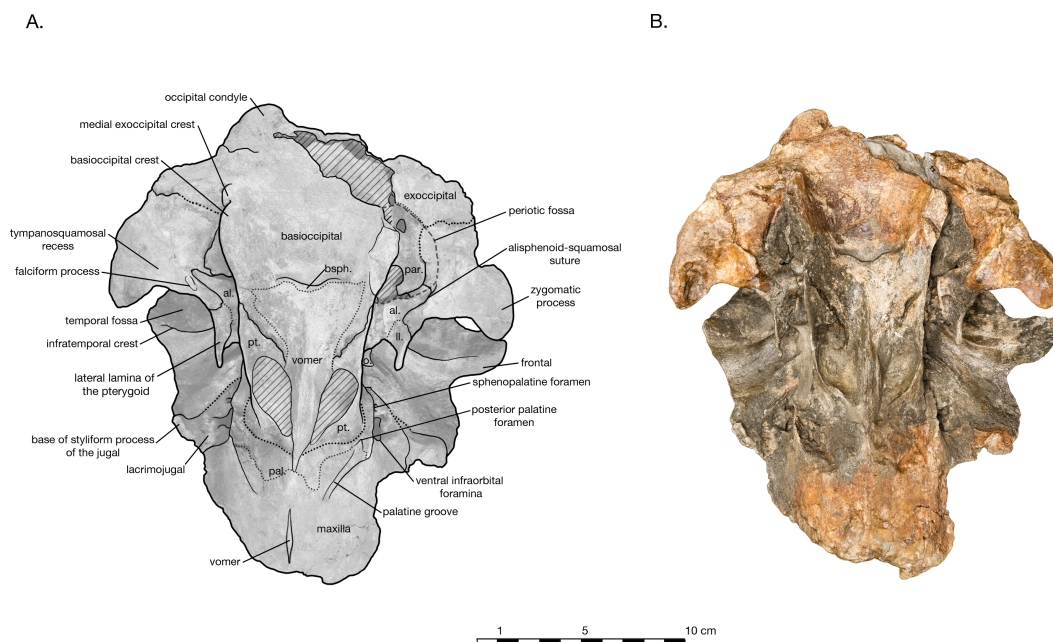 A.
B.
occipital condyle
medial exoccipital crest
basioccipital crest
tympanosquamosal
recess
falciform process
temporal fossa
infratemporal crest
lateral lamina of
the pterygoid
base of styliform process
of the jugal
lacrimojugal
vomer
exoccipital
basioccipital
bsph.
par.
al.
al.
ll.
pt.
vomer
o.
pt.
pal.
maxilla
periotic fossa
alisphenoid-squamosal
suture
zygomatic
process
frontal
sphenopalatine foramen
posterior palatine
foramen
ventral infraorbital
foramina
palatine groove
1 5 10 cm